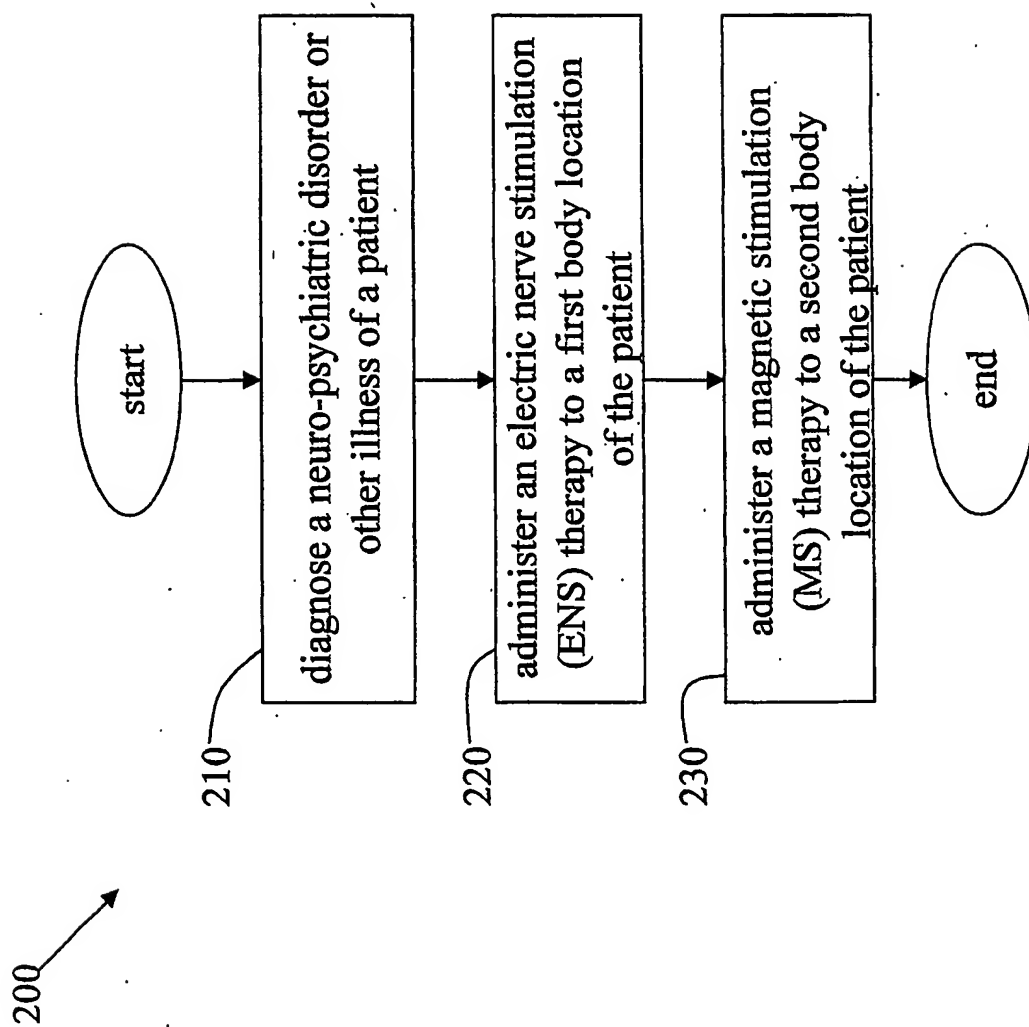 200
start
210
diagnose a neuro-psychiatric disorder or
other illness of a patient
220
administer an electric nerve stimulation
(ENS) therapy to a first body location
of the patient
230
administer a magnetic stimulation
(MS) therapy to a second body
location of the patient
end